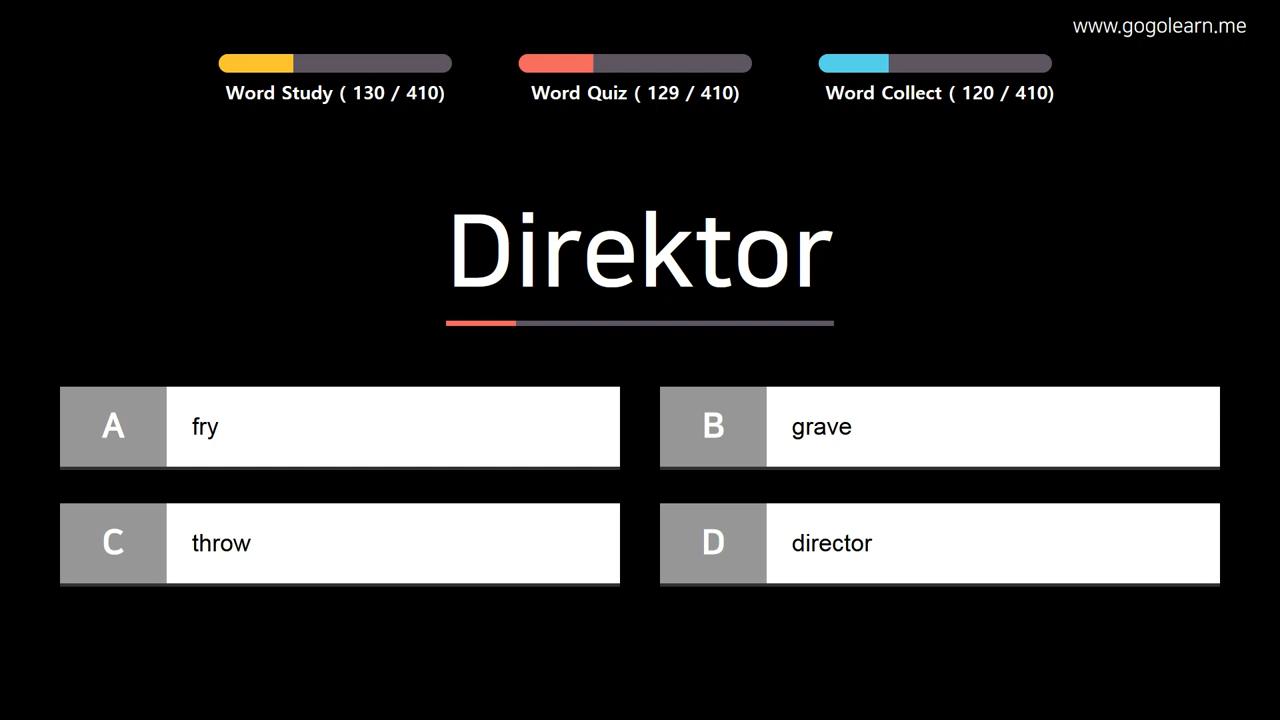 www.gogolearn.me
Word Study ( 130 / 410)
Word Quiz ( 129 / 410)
Word Collect ( 120 / 410)
Direktor
A fry
B grave
C throw
D director